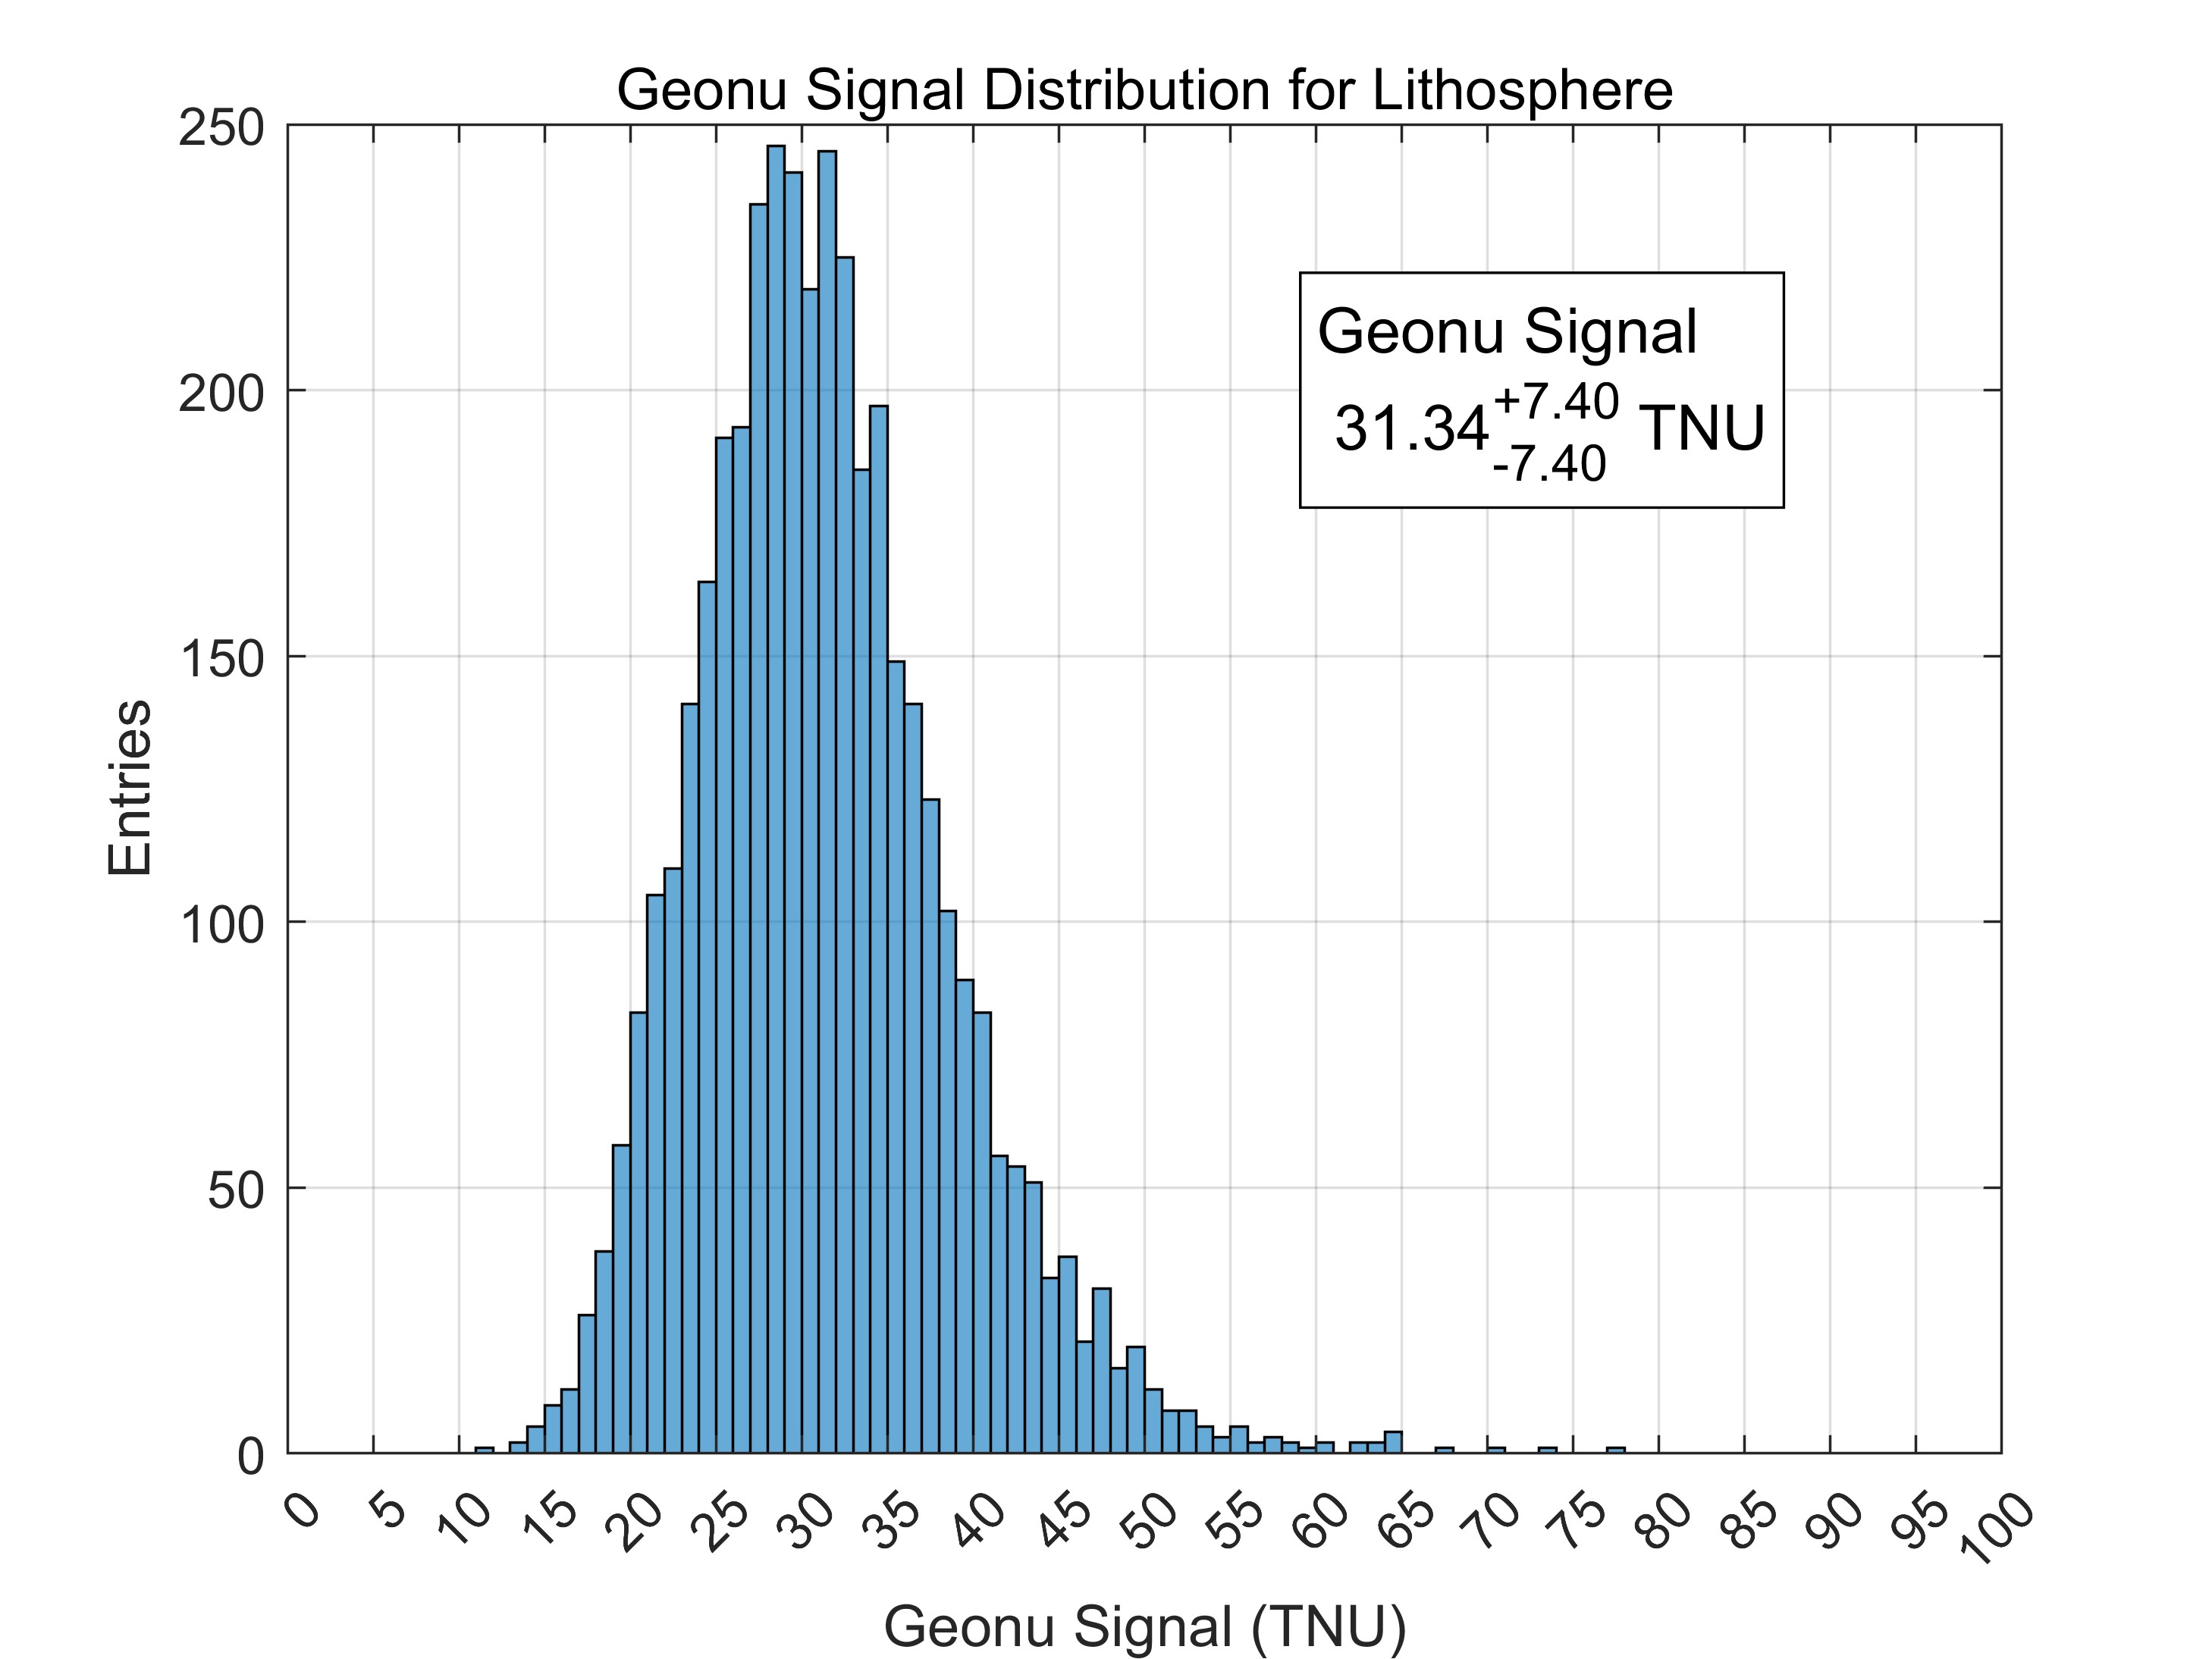 Geonu Signal Distribution for Lithosphere
250
200
150
100
50
0
Entries
Geonu Signal
31.34 +7.40 -7.40 TNU
0 5 10 15 20 25 30 35 40 45 50 55 60 65 70 75 80 85 90 95 100
Geonu Signal (TNU)